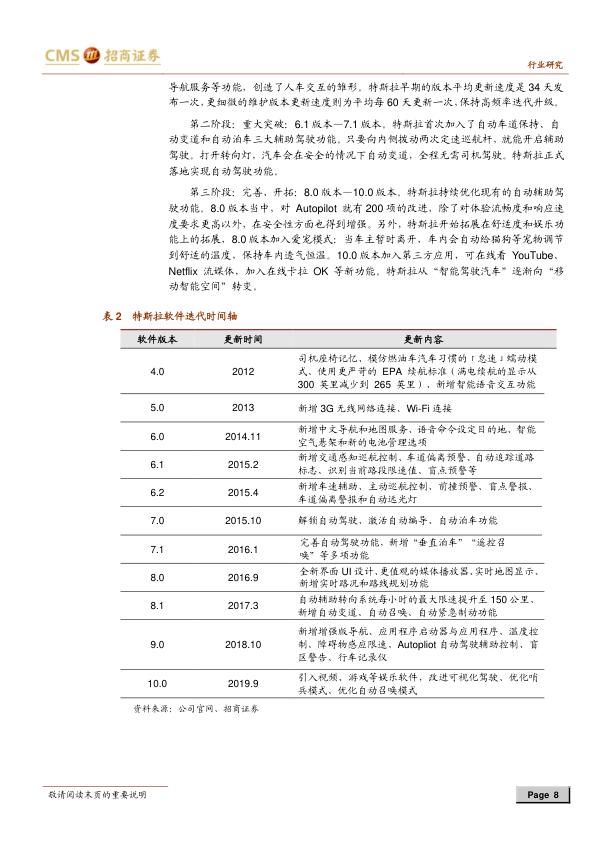 CMS 招商证券
行业研究
导航服务等功能，创造了人车交互的雏形。特斯拉早期的版本平均更新速度是 34 天发
布一次，更细微的维护版本更新速度则为平均每 60 天更新一次，保持高频率迭代升级。
第二阶段：重大突破：6.1 版本—7.1 版本。特斯拉首次加入了自动车道保持、自
动变道和自动泊车三大辅助驾驶功能。只要向内侧拨动两次定速巡航杆，就能开启辅助
驾驶。打开转向灯，汽车会在安全的情况下自动变道，全程无需司机驾驶。特斯拉正式
落地实现自动驾驶功能。
第三阶段：完善、开拓：8.0 版本—10.0 版本。特斯拉持续优化现有的自动辅助驾
驶功能。8.0 版本当中，对 Autopilot 就有 200 项的改进，除了对体验流畅度和响应速
度要求更高以外，在安全性方面也得到增强。另外，特斯拉开始拓展在舒适度和娱乐功
能上的拓展，8.0 版本加入爱宠模式：当车主暂时离开，车内会自动给猫狗等宠物调节
到舒适的温度，保持车内透气恒温。10.0 版本加入第三方应用，可在线看 YouTube、
Netflix 流媒体，加入在线卡拉 OK 等新功能。特斯拉从“智能驾驶汽车”逐渐向“移
动智能空间”转变。
表 2 特斯拉软件迭代时间轴
软件版本 更新时间 更新内容
司机座椅记忆、模仿燃油车汽车习惯的「怠速」蠕动模
4.0 2012 式、使用更严苛的 EPA 续航标准（满电续航的显示从
300 英里减少到 265 英里）、新增智能语音交互功能
5.0 2013 新增 3G 无线网络连接、Wi-Fi 连接
6.0 2014.11 新增中文导航和地图服务、语音命令设定目的地、智能
空气悬架和新的电池管理选项
6.1 2015.2 新增交通感知巡航控制、车道偏离预警、自动追踪道路
标志、识别当前路段限速值、盲点预警等
6.2 2015.4 新增车速辅助、主动巡航控制、前撞预警、盲点警报、
车道偏离警报和自动远光灯
7.0 2015.10 解锁自动驾驶、激活自动编导、自动泊车功能
7.1 2016.1 完善自动驾驶功能，新增“垂直泊车”“遥控召
唤”等多项功能
8.0 2016.9 全新界面 UI 设计、更值观的媒体播放器、实时地图显示、
新增实时路况和路线规划功能
8.1 2017.3 自动辅助转向系统每小时的最大限速提升至 150 公里、
新增自动变道、自动召唤、自动紧急制动功能
新增增强版导航、应用程序启动器与应用程序、温度控
9.0 2018.10 制、障碍物感应限速、Autopliot 自动驾驶辅助控制、盲
区警告、行车记录仪
10.0 2019.9 引入视频、游戏等娱乐软件，改进可视化驾驶、优化哨
兵模式、优化自动召唤模式
资料来源：公司官网、招商证券
敬请阅读末页的重要说明
Page 8